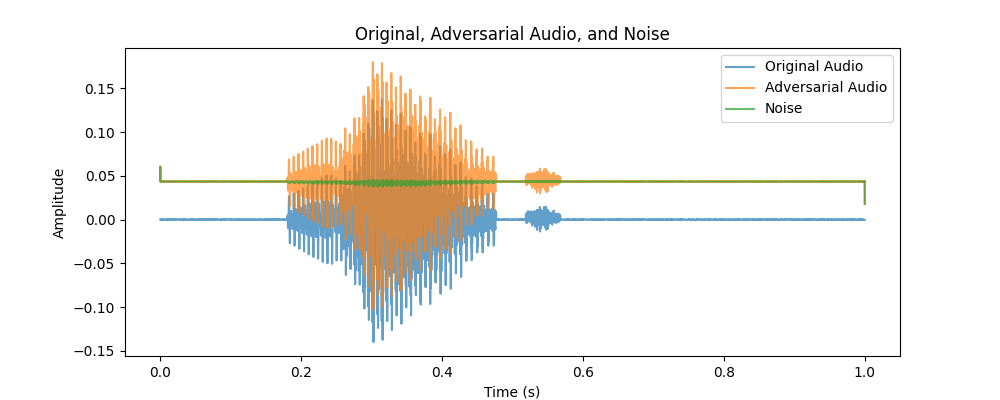 Original, Adversarial Audio, and Noise
Original Audio
Adversarial Audio
Noise
Amplitude
0.15
0.10
0.05
0.00
−0.05
−0.10
−0.15
0.0
0.2
0.4
0.6
0.8
1.0
Time (s)